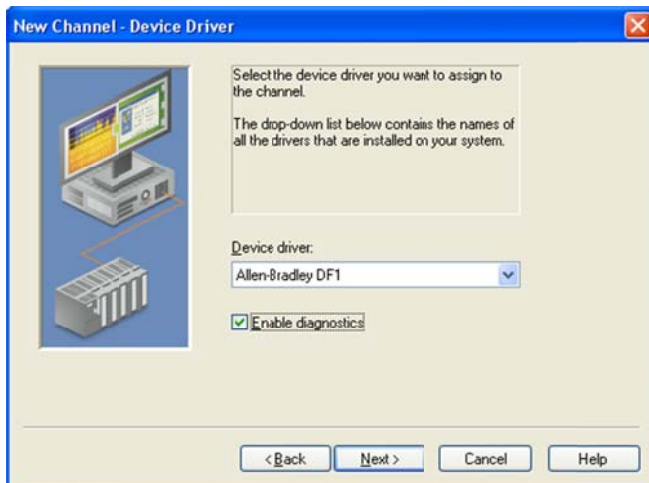 New Channel - Device Driver
Select the device driver you want to assign to
the channel.
The drop-down list below contains the names of
all the drivers that are installed on your system.
Device driver:
Allen-Bradley DF1
Enable diagnostics
< Back
Next >
Cancel
Help